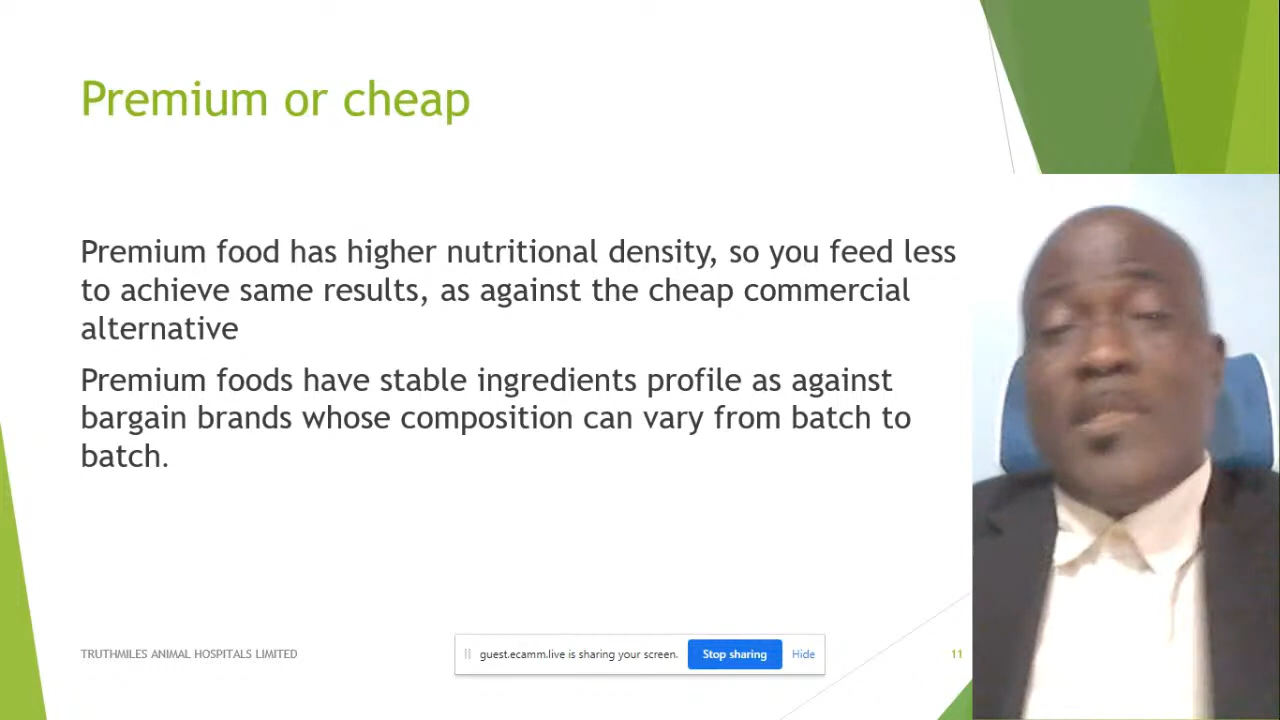 Premium or cheap
Premium food has higher nutritional density, so you feed less
to achieve same results, as against the cheap commercial
alternative
Premium foods have stable ingredients profile as against
bargain brands whose composition can vary from batch to
batch.
TRUTHMILES ANIMAL HOSPITALS LIMITED
guest.ecamm.live is sharing your screen.
Stop sharing
Hide
11